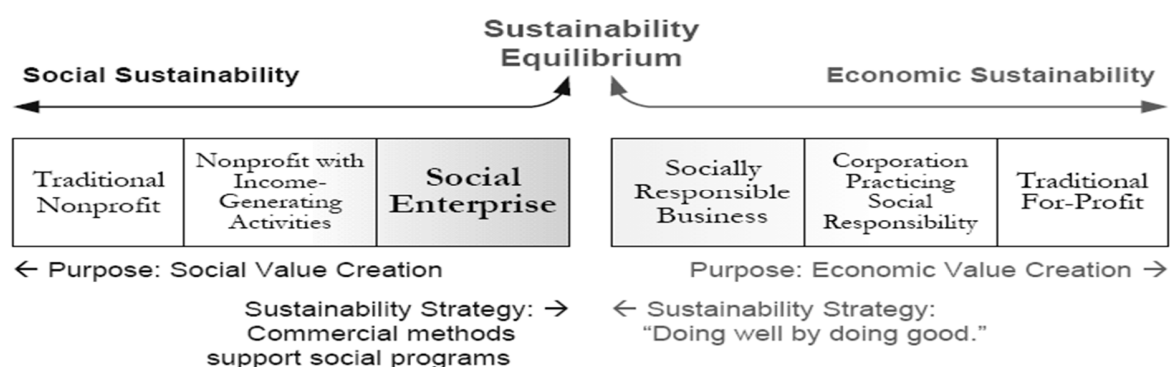 Sustainability
Equilibrium
Social Sustainability
Economic Sustainability
Traditional
Nonprofit
Nonprofit with
Income-
Generating
Activities
Social
Enterprise
Socially
Responsible
Business
Corporation
Practicing
Social
Responsibility
Traditional
For-Profit
← Purpose: Social Value Creation
Purpose: Economic Value Creation →
Sustainability Strategy: →
Commercial methods
support social programs
← Sustainability Strategy:
“Doing well by doing good.”